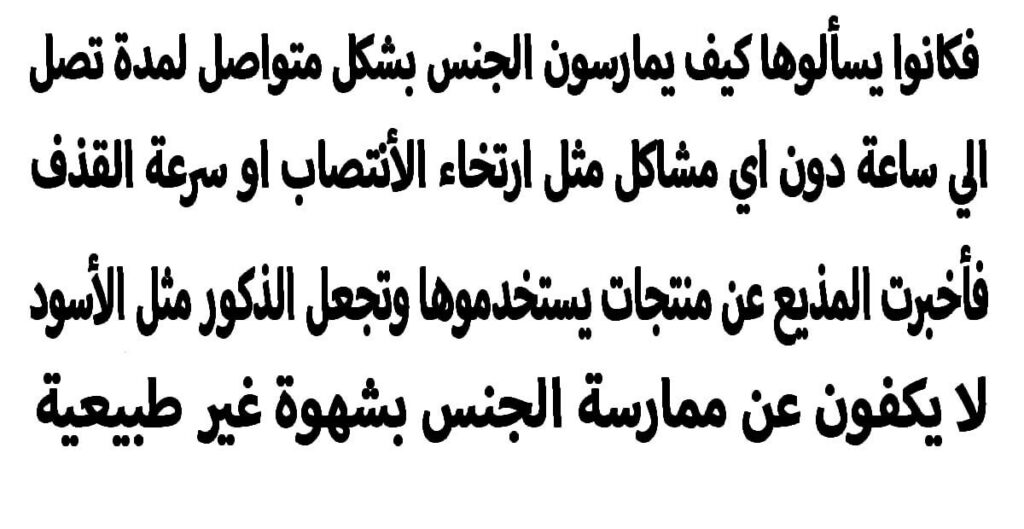 فكانوا يسألوها كيف يمارسون الجنس بشكل متواصل لمدة تصل
الي ساعة دون اي مشاكل مثل ارتخاء الأنتصاب او سرعة القذف
فأخبرت المذيع عن منتجات يستخدموها وتجعل الذكور مثل الأسود
لا يكفون عن ممارسة الجنس بشهوة غير طبيعية